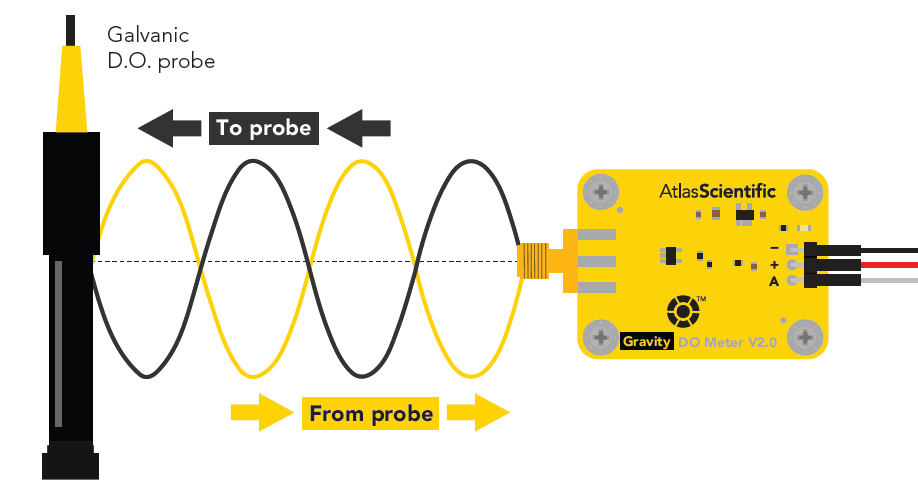 Galvanic
D.O. probe
To probe
From probe
AtlasScientific
−
+
A
TM
Gravity DO Meter V2.0